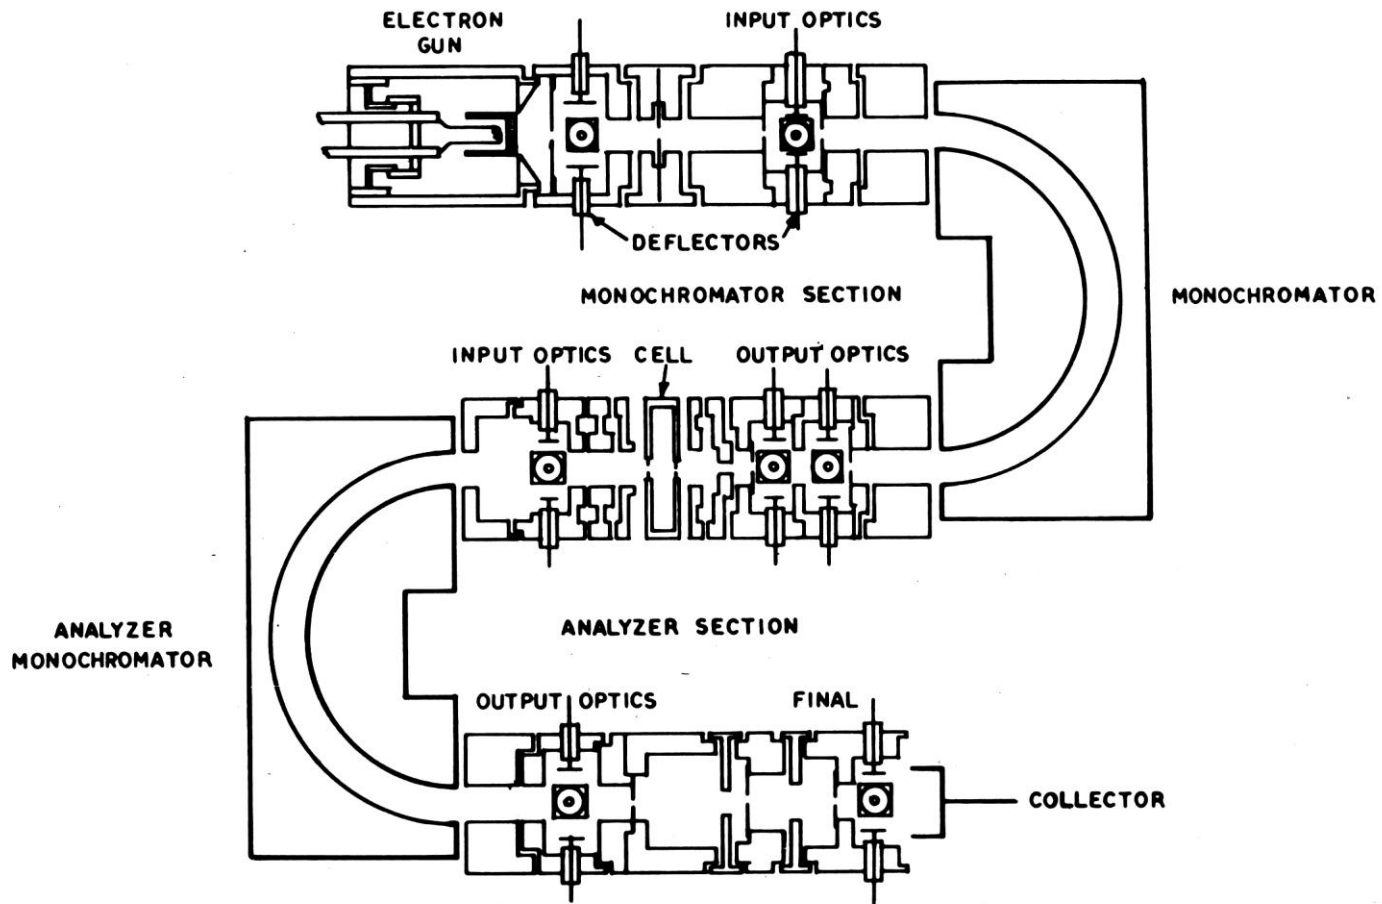 ELECTRON
GUN
INPUT OPTICS
DEFLECTORS
MONOCHROMATOR SECTION
MONOCHROMATOR
INPUT OPTICS
CELL
OUTPUT OPTICS
ANALYZER
MONOCHROMATOR
ANALYZER SECTION
OUTPUT OPTICS
FINAL
COLLECTOR